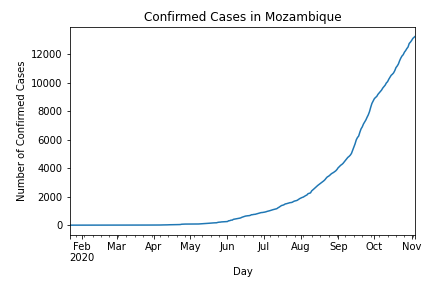 Confirmed Cases in Mozambique
Number of Confirmed Cases
12000
10000
8000
6000
4000
2000
0
Feb Mar Apr May Jun Jul Aug Sep Oct Nov
2020
Day